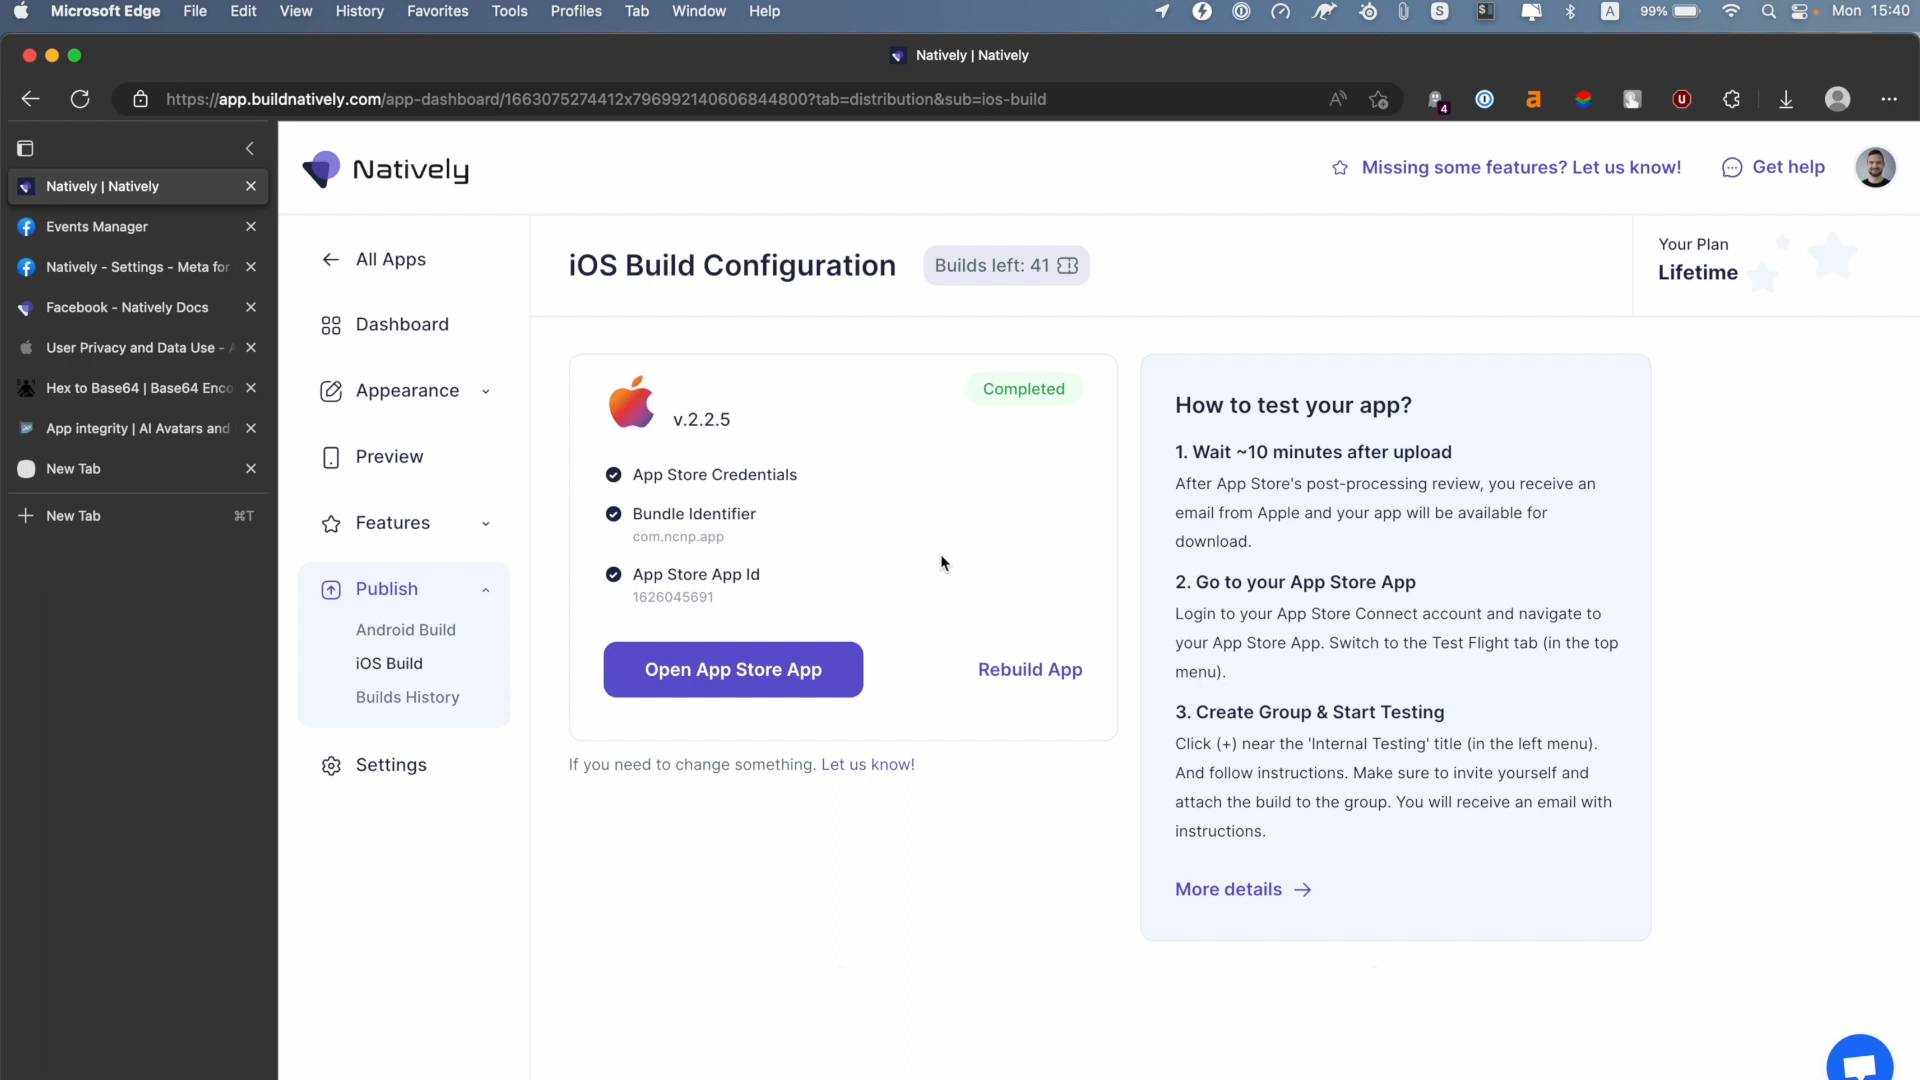 Microsoft Edge File Edit View History Favorites Tools Profiles Tab Window Help
S
$
A
99%
Mon 15:40
Natively | Natively
https://app.buildnatively.com/app-dashboard/1663075274412x796992140606844800?tab=distribution&sub=ios-build
4
Natively | Natively
Events Manager
Natively - Settings - Meta for
Facebook - Natively Docs
User Privacy and Data Use -
Hex to Base64 | Base64 Enco
App integrity | AI Avatars and
New Tab
New Tab ⌘T
Natively
Missing some features? Let us know!
Get help
All Apps
Dashboard
Appearance
Preview
Features
Publish
Android Build
iOS Build
Builds History
Settings
iOS Build Configuration
Builds left: 41
Your Plan
Lifetime
v.2.2.5
Completed
App Store Credentials
Bundle Identifier
com.ncnp.app
App Store App Id
1626045691
Open App Store App
Rebuild App
If you need to change something. Let us know!
How to test your app?
1. Wait ~10 minutes after upload
After App Store's post-processing review, you receive an
email from Apple and your app will be available for
download.
2. Go to your App Store App
Login to your App Store Connect account and navigate to
your App Store App. Switch to the Test Flight tab (in the top
menu).
3. Create Group & Start Testing
Click (+) near the 'Internal Testing' title (in the left menu).
And follow instructions. Make sure to invite yourself and
attach the build to the group. You will receive an email with
instructions.
More details